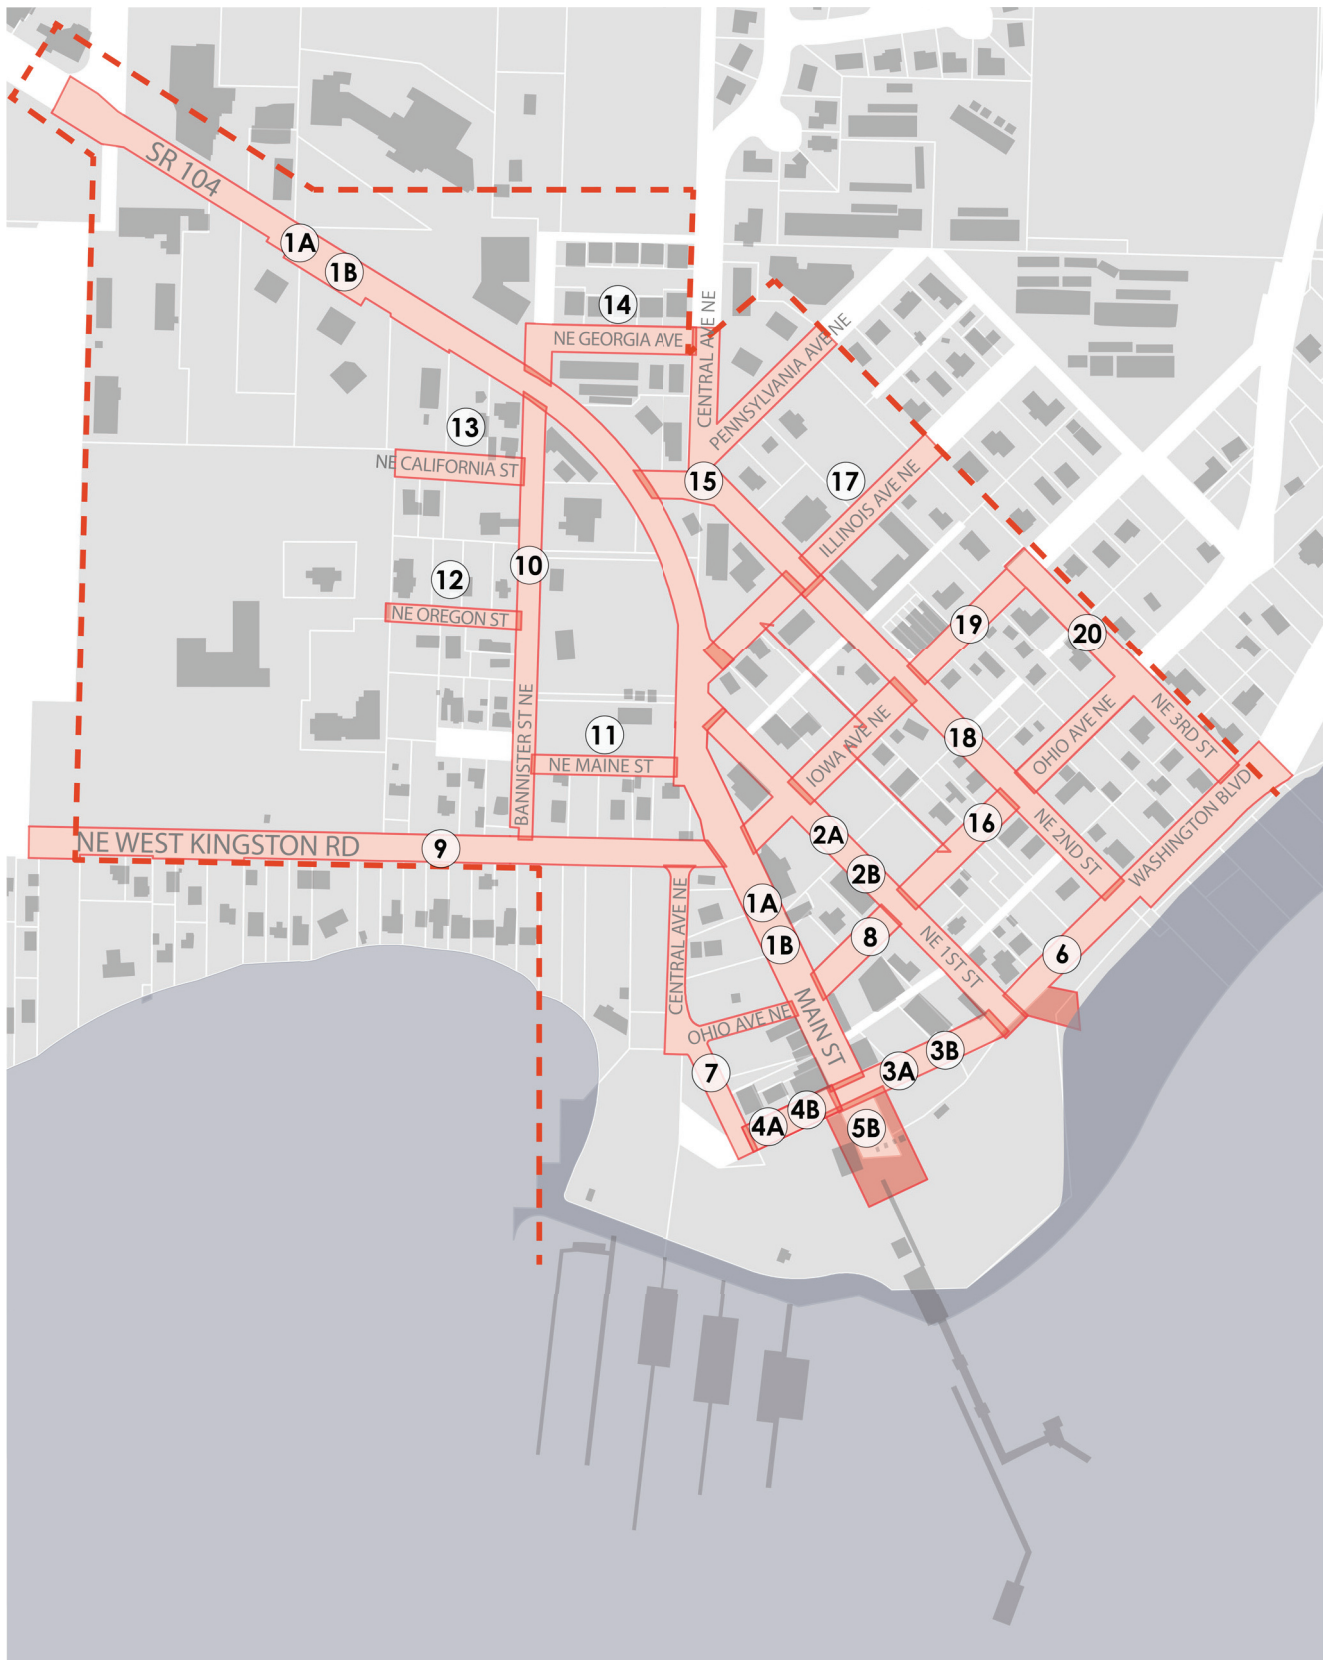 SR 104
1A
1B
14
NE GEORGIA AVE
CENTRAL AVE NE
PENNSYLVANIA AVE NE
13
NE CALIFORNIA ST
15
17
ILLINOIS AVE NE
10
12
NE OREGON ST
19
20
BANNISTER ST NE
11
NE MAINE ST
IOWA AVE NE
18
OHIO AVE NE
NE 3RD ST
NE WEST KINGSTON RD
9
2A
2B
16
NE 2ND ST
WASHINGTON BLVD
CENTRAL AVE NE
1A
1B
8
NE 1ST ST
6
MAIN ST
OHIO AVE NE
7
3A
3B
4A
4B
5B